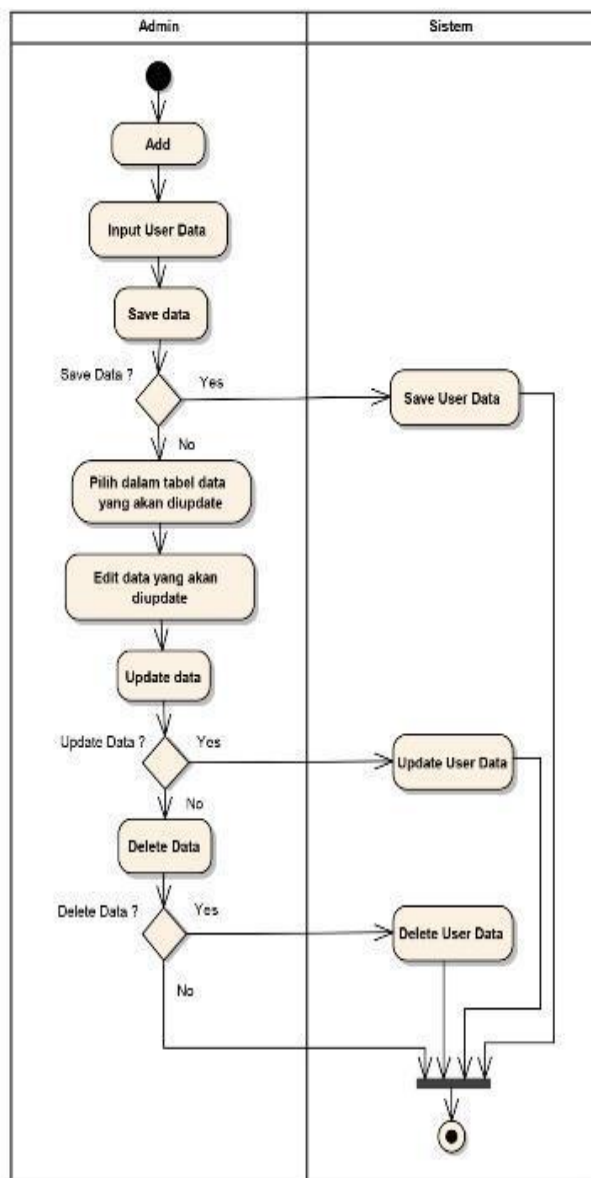 Admin
Sistem
Add
Input User Data
Save data
Save Data ?
Yes
Save User Data
No
Pilih dalam tabel data
yang akan diupdate
Edit data yang akan
diupdate
Update data
Update Data ?
Yes
Update User Data
No
Delete Data
Delete Data ?
Yes
Delete User Data
No